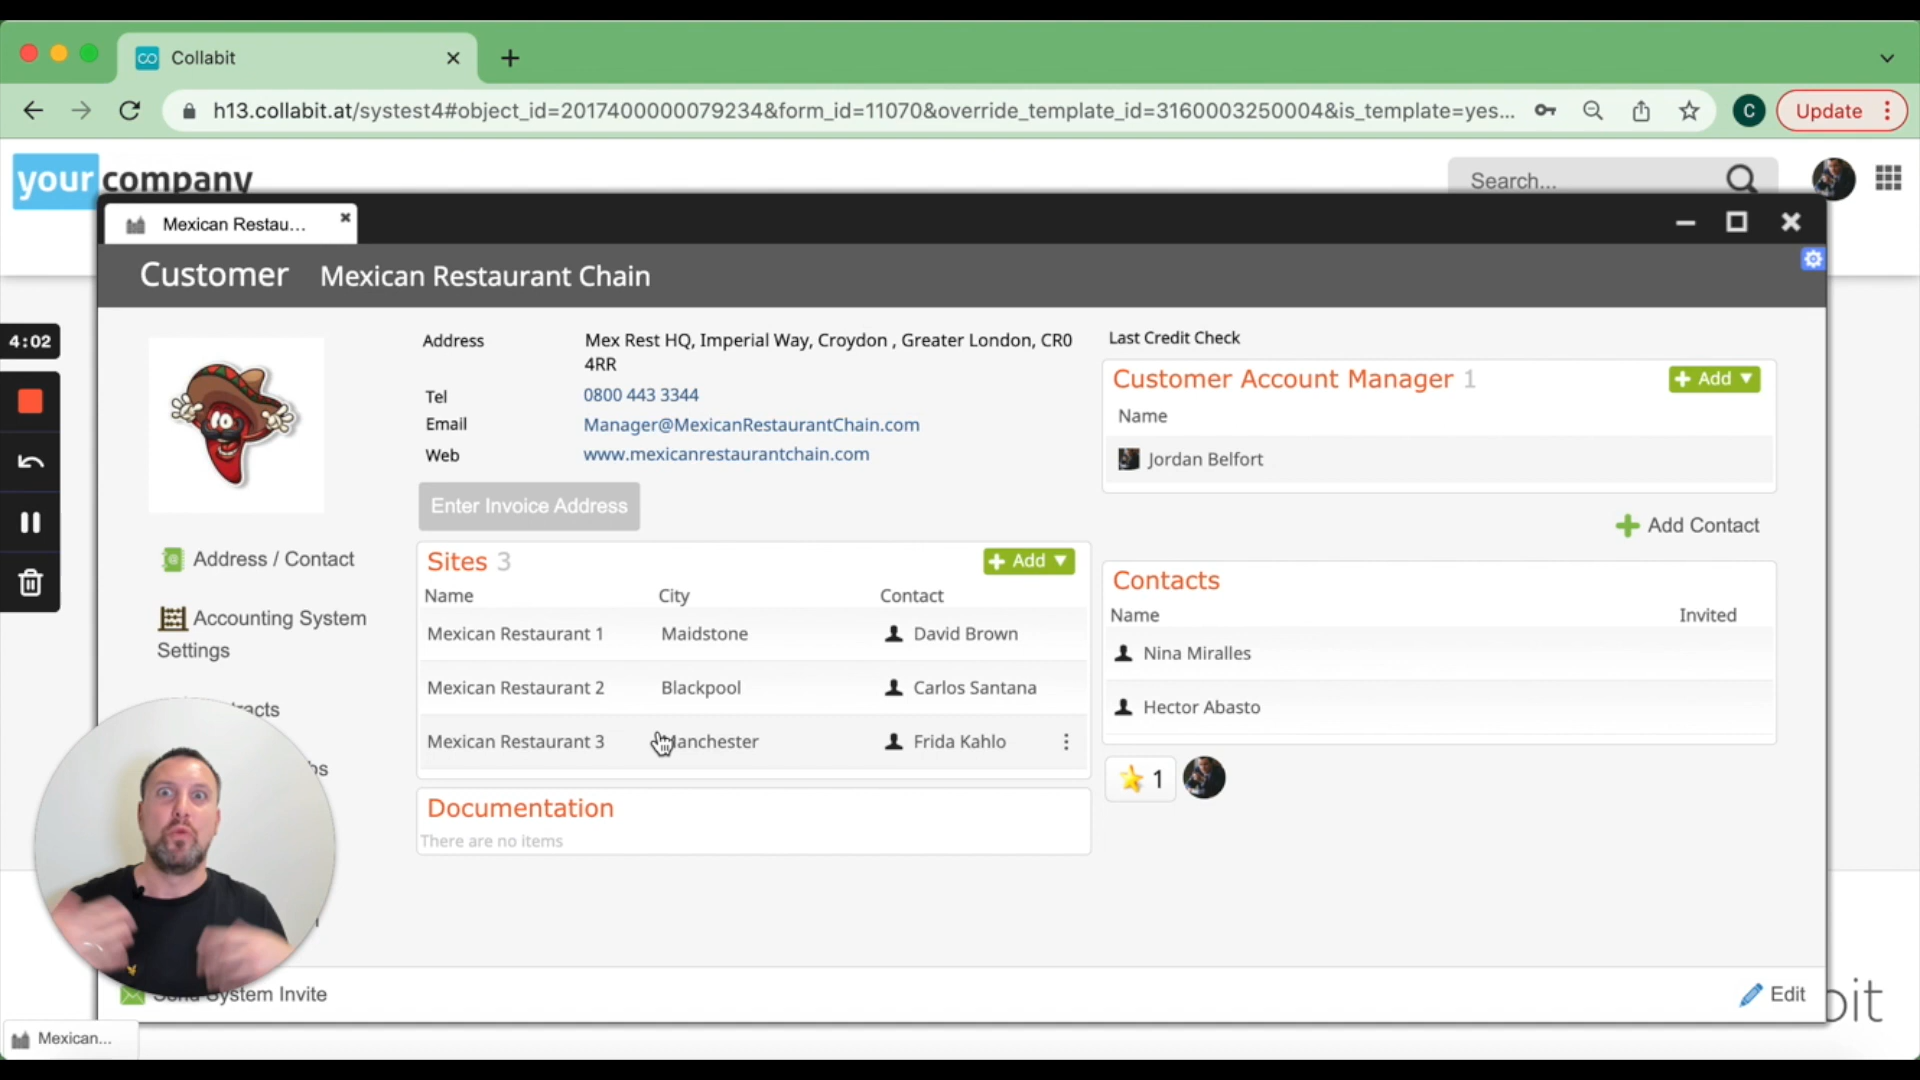 Collabit
h13.collabit.at/systest4#object_id=2017400000079234&form_id=11070&override_template_id=3160003250004&is_template=yes...
C
Update
your company
Search...
Mexican Restau...
Customer Mexican Restaurant Chain
4:02
Address
Mex Rest HQ, Imperial Way, Croydon , Greater London, CR0
4RR
Tel
0800 443 3344
Email
Manager@MexicanRestaurantChain.com
Web
www.mexicanrestaurantchain.com
Enter Invoice Address
Last Credit Check
Customer Account Manager 1
Add
Name
Jordan Belfort
Add Contact
Address / Contact
Accounting System
Settings
Sites 3
Add
Name City Contact
Mexican Restaurant 1 Maidstone David Brown
Mexican Restaurant 2 Blackpool Carlos Santana
Mexican Restaurant 3 Manchester Frida Kahlo
Documentation
There are no items
Contacts
Name Invited
Nina Miralles
Hector Abasto
1
System Invite
Edit
Mexican...